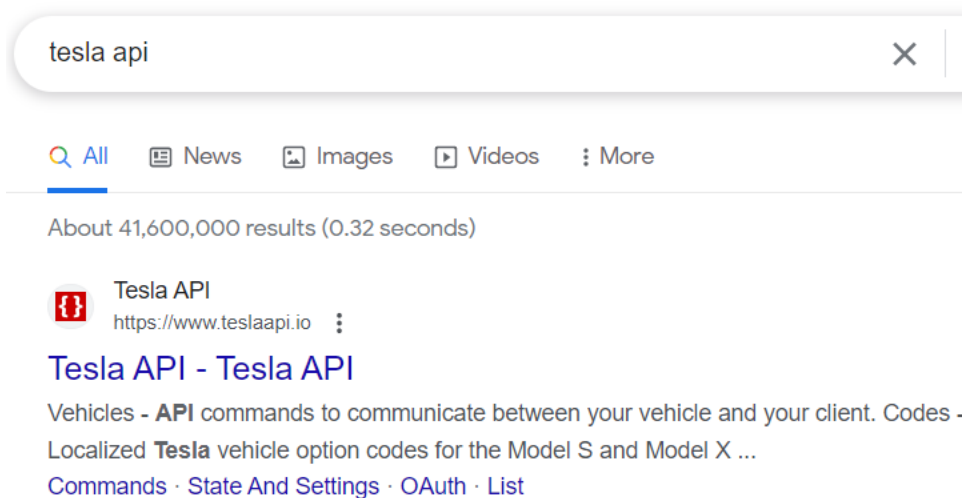 tesla api
All News Images Videos More
About 41,600,000 results (0.32 seconds)
Tesla API
https://www.teslaapi.io
Tesla API - Tesla API
Vehicles - API commands to communicate between your vehicle and your client. Codes -
Localized Tesla vehicle option codes for the Model S and Model X ...
Commands · State And Settings · OAuth · List